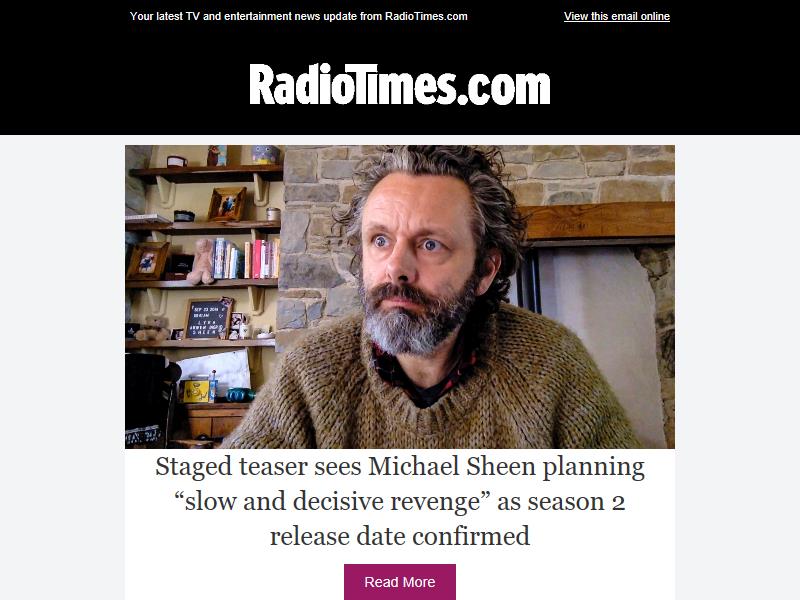 Your latest TV and entertainment news update from RadioTimes.com
View this email online
RadioTimes.com
Staged teaser sees Michael Sheen planning
“slow and decisive revenge” as season 2
release date confirmed
Read More